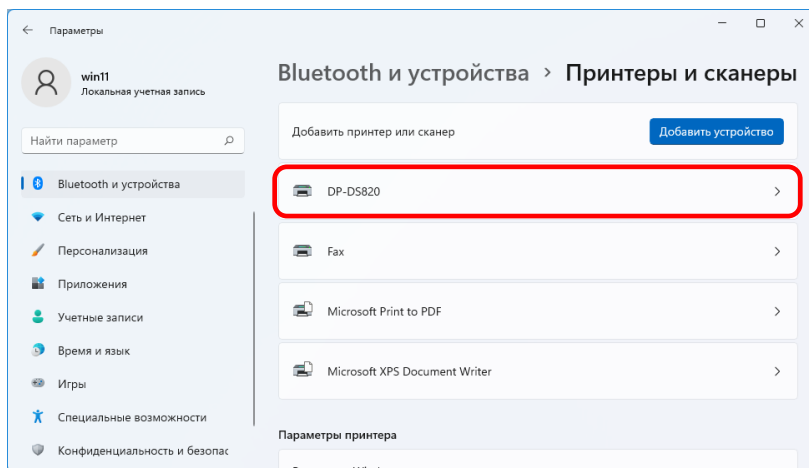 Параметры
win11
Локальная учетная запись
Найти параметр
Bluetooth и устройства
Сеть и Интернет
Персонализация
Приложения
Учетные записи
Время и язык
Игры
Специальные возможности
Конфиденциальность и безопас
Bluetooth и устройства > Принтеры и сканеры
Добавить принтер или сканер
Добавить устройство
DP-DS820
Fax
Microsoft Print to PDF
Microsoft XPS Document Writer
Параметры принтера